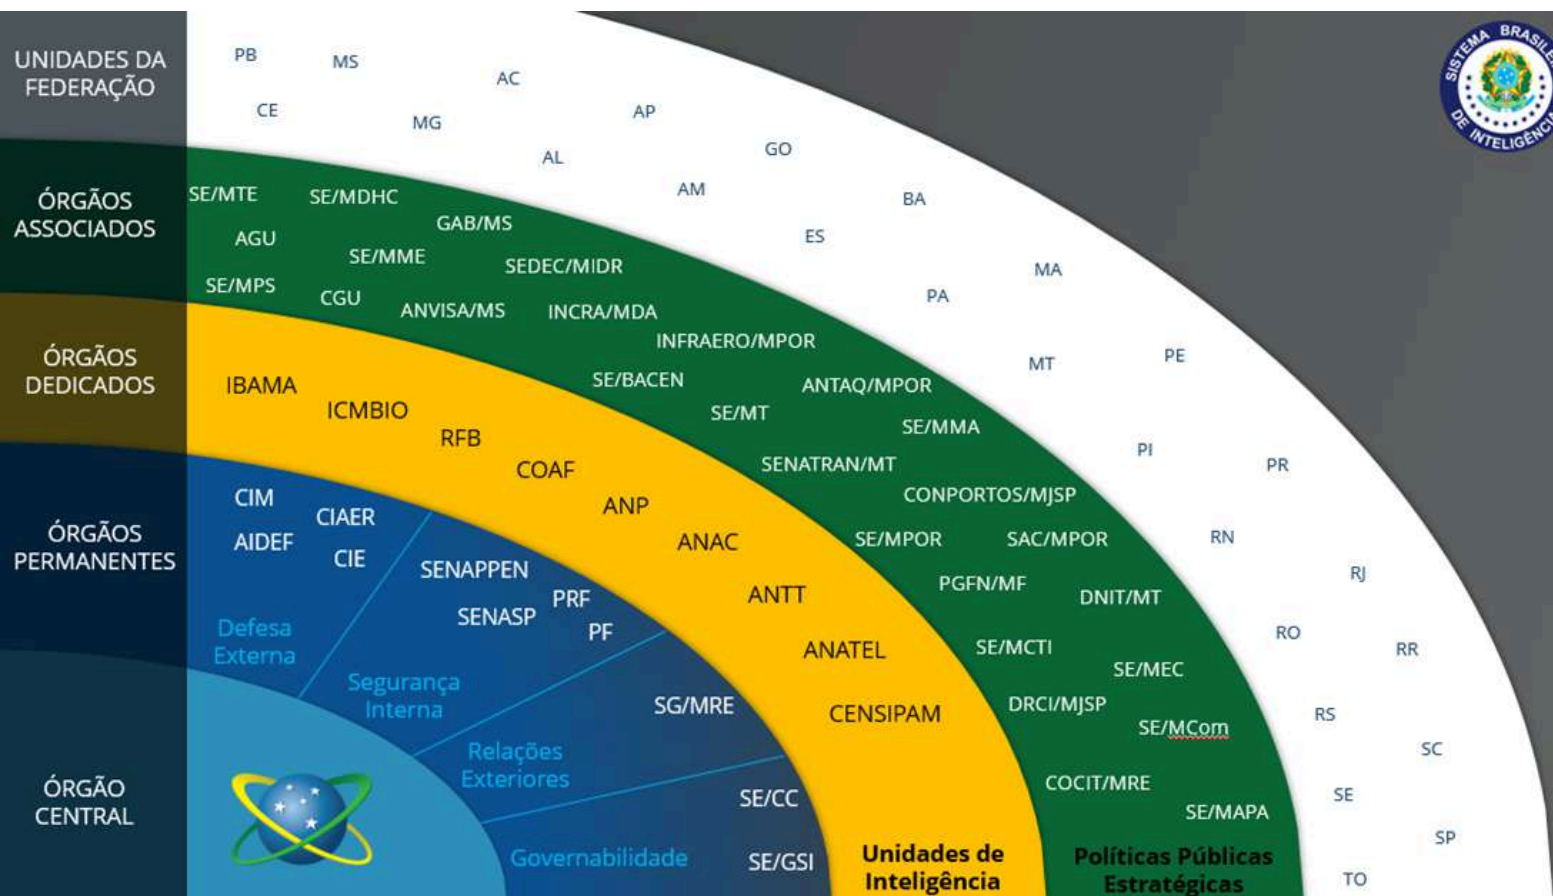 UNIDADES DA
FEDERAÇÃO
PB
MS
AC
CE
MG
AP
AL
GO
AM
BA
ES
MA
PA
MT
PE
PI
PR
RN
RJ
RO
RR
RS
SC
SE
SP
TO
SISTEMA BRASILEI
DE INTELIGÊNCIA
ÓRGÃOS
ASSOCIADOS
SE/MTE
SE/MDHC
GAB/MS
AGU
SE/MME
SEDEC/MIDR
SE/MPS
CGU
ANVISA/MS
INCRA/MDA
INFRAERO/MPOR
SE/BACEN
ANTAQ/MPOR
SE/MT
SE/MMA
SENATRAN/MT
CONPORTOS/MJSP
SE/MPOR
SAC/MPOR
PGFN/MF
DNIT/MT
SE/MCTI
SE/MEC
DRCI/MJSP
SE/MCom
COCIT/MRE
SE/MAPA
Políticas Públicas
Estratégicas
ÓRGÃOS
DEDICADOS
IBAMA
ICMBIO
RFB
COAF
ANP
ANAC
ANTT
ANATEL
CENSIPAM
Unidades de
Inteligência
ÓRGÃOS
PERMANENTES
CIM
CIAER
AIDEF
CIE
Defesa
Externa
SENAPPEN
PRF
SENASP
PF
Segurança
Interna
SG/MRE
Relações
Exteriores
SE/CC
SE/GSI
Governabilidade
ÓRGÃO
CENTRAL